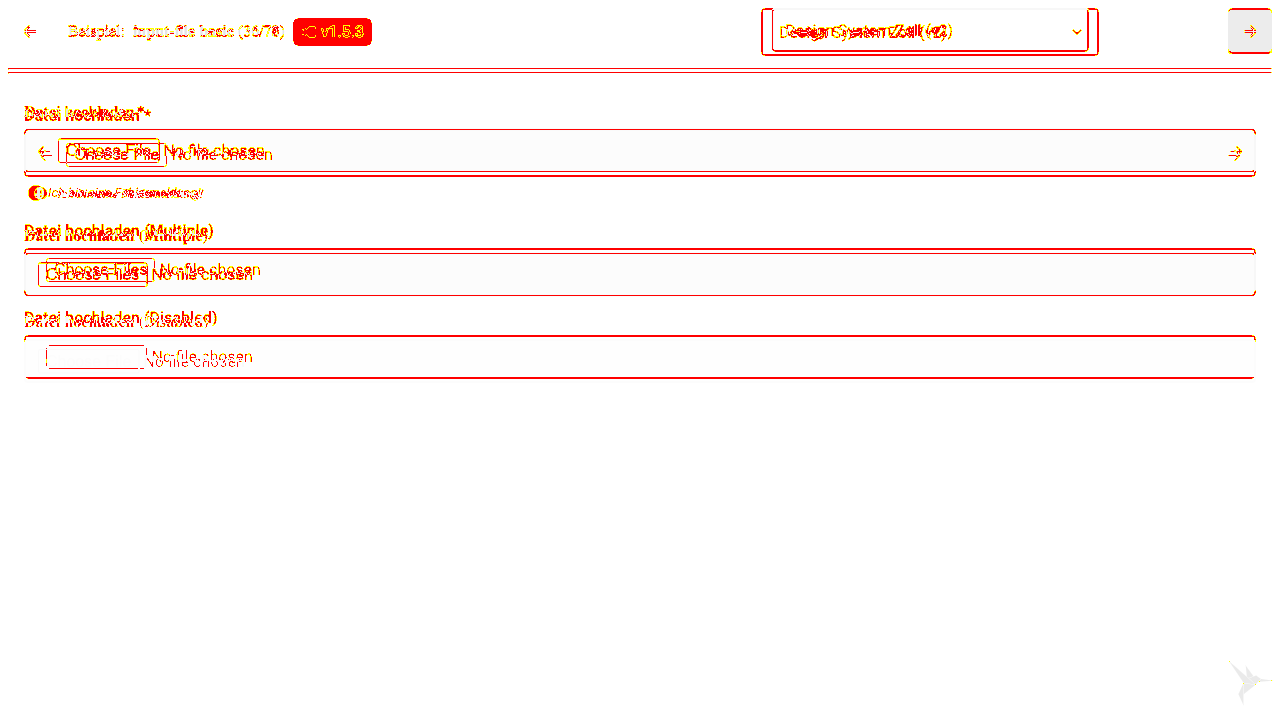 Beispiel: input-file basic (36/76) v1.5.3
Design System Zoll (v2)
Datei hochladen *
Choose File No file chosen
Datei hochladen (Multiple)
Choose Files No file chosen
Datei hochladen (Disabled)
No file chosen